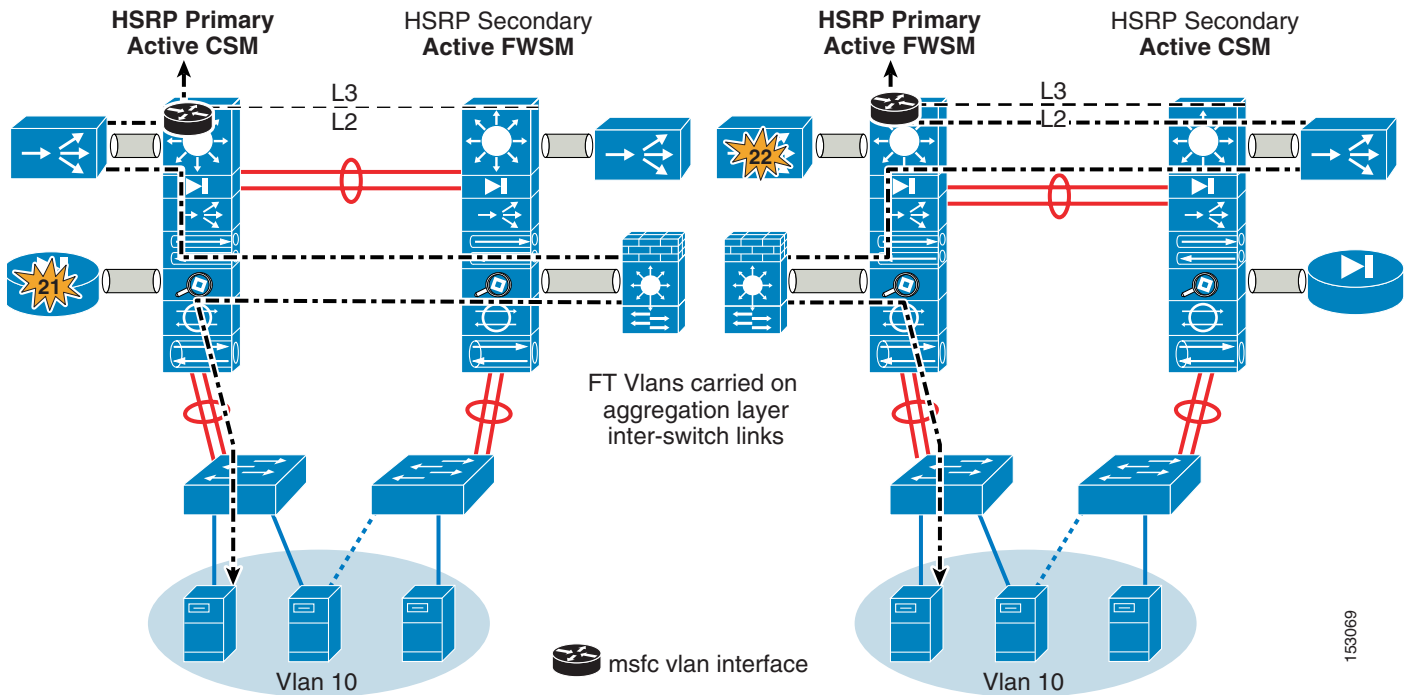 HSRP Primary
Active CSM
HSRP Secondary
Active FWSM
HSRP Primary
Active FWSM
HSRP Secondary
Active CSM
L3
L2
L3
L2
22
21
FT Vlans carried on
aggregation layer
inter-switch links
Vlan 10
msfc vlan interface
Vlan 10
153069